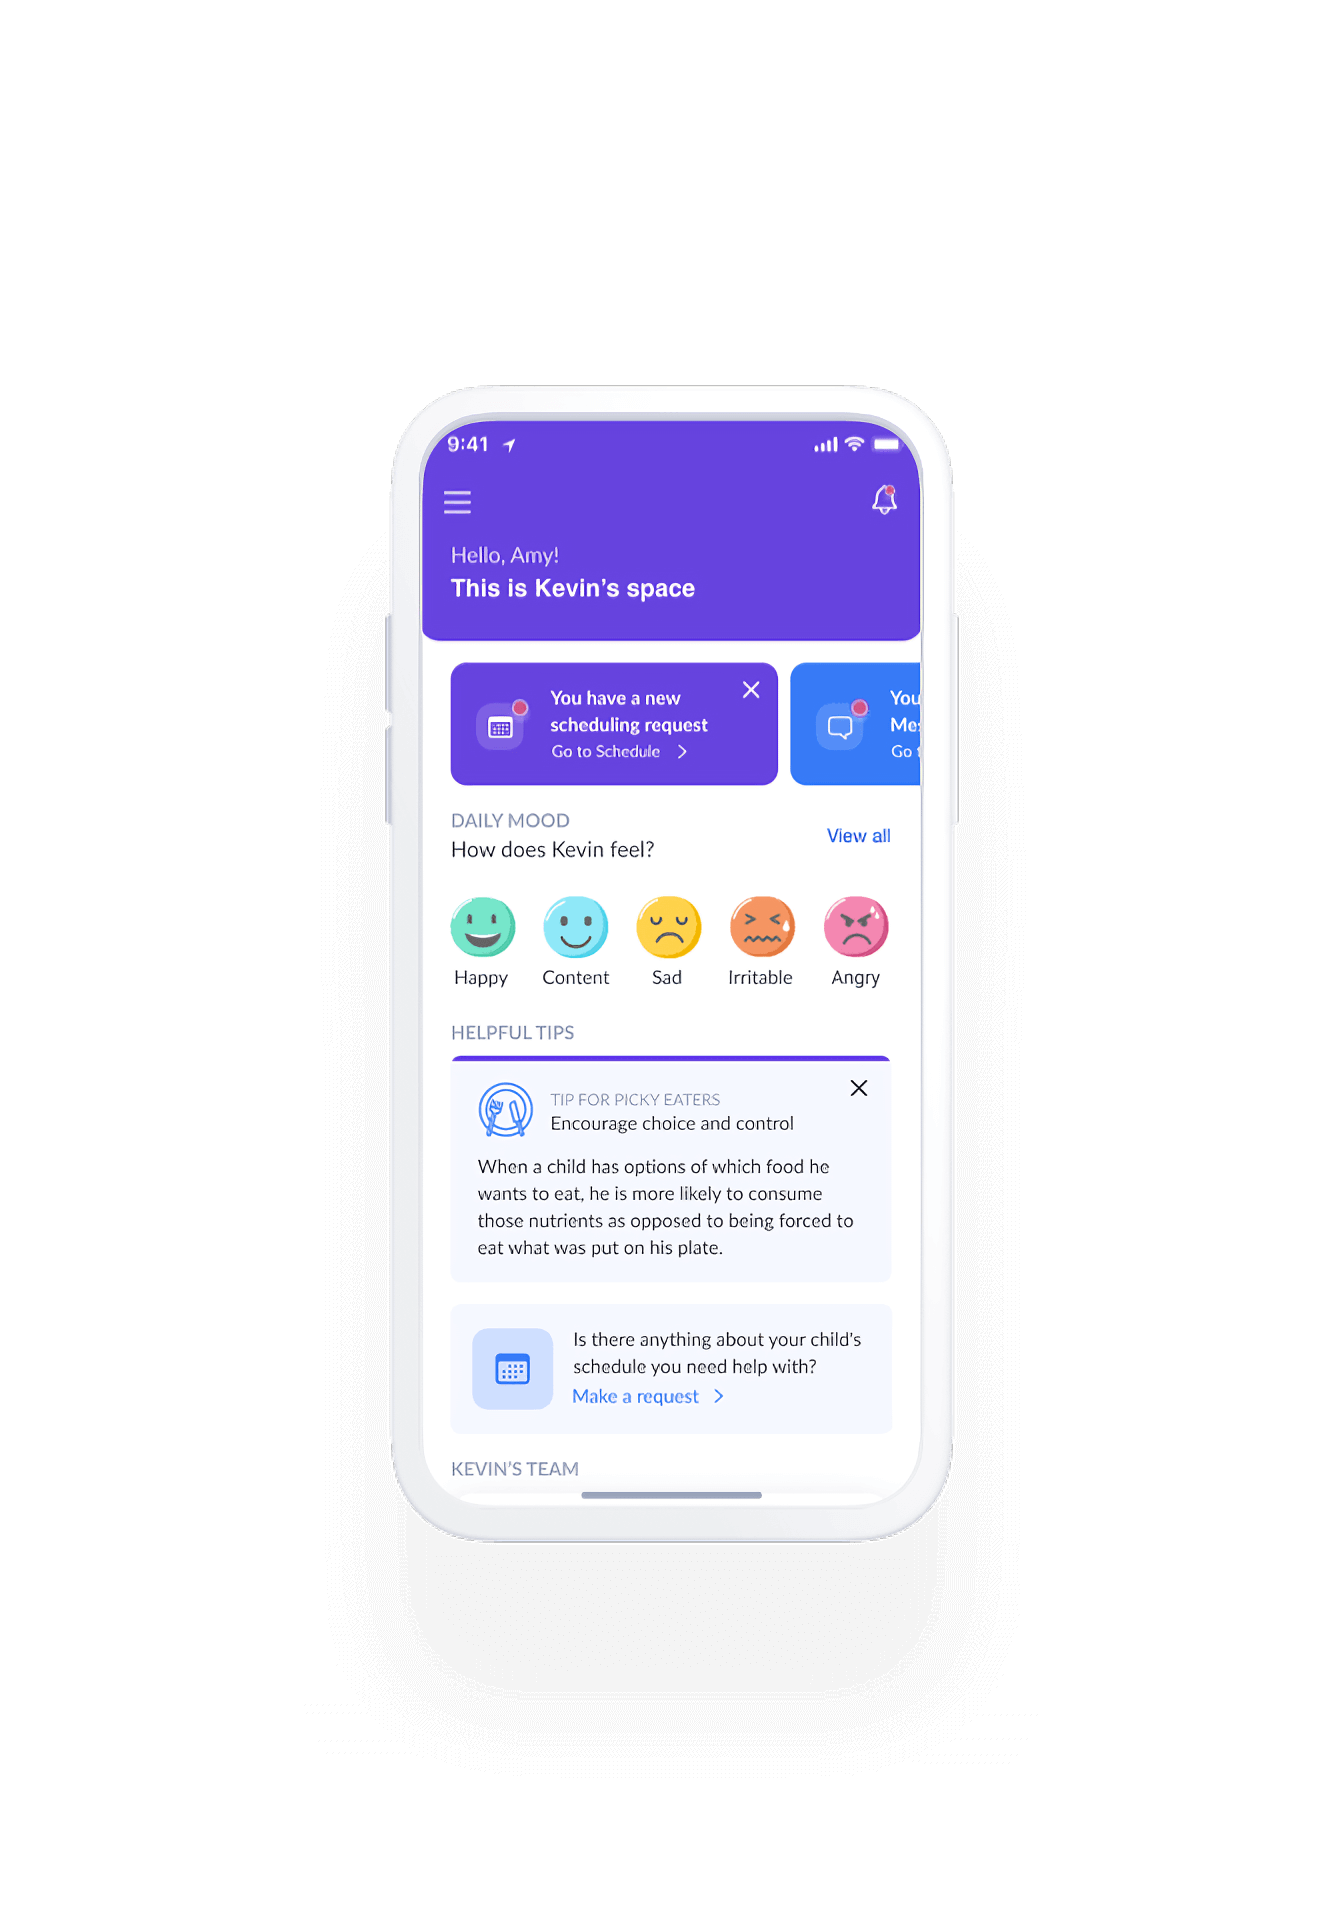 9:41
Hello, Amy!
This is Kevin's space
You have a new
scheduling request
Go to Schedule
You
Go
DAILY MOOD
How does Kevin feel?
View all
Happy
Content
Sad
Irritable
Angry
HELPFUL TIPS
TIP FOR PICKY EATERS
Encourage choice and control
When a child has options of which food he
wants to eat, he is more likely to consume
those nutrients as opposed to being forced to
eat what was put on his plate.
Is there anything about your child's
schedule you need help with?
Make a request
KEVIN'S TEAM